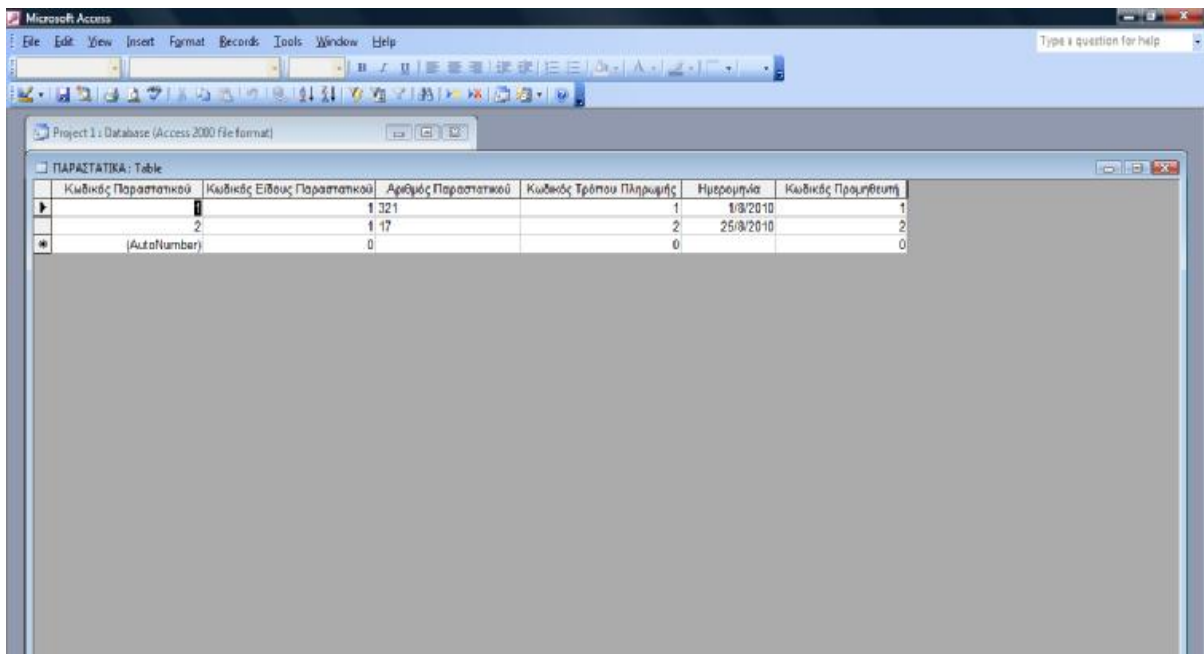 Microsoft Access
File Edit View Insert Format Records Tools Window Help Type a question for help
B I U A
Project 1 : Database (Access 2000 file format)
ΠΑΡΑΣΤΑΤΙΚΑ : Table
Κωδικός Παραστατικού Κωδικός Είδους Παραστατικού Αριθμός Παραστατικού Κωδικός Τρόπου Πληρωμής Ημερομηνία Κωδικός Προμηθευτή
1 1 321 1 1/8/2010 1
2 1 17 2 25/8/2010 2
(AutoNumber) 0 0 0